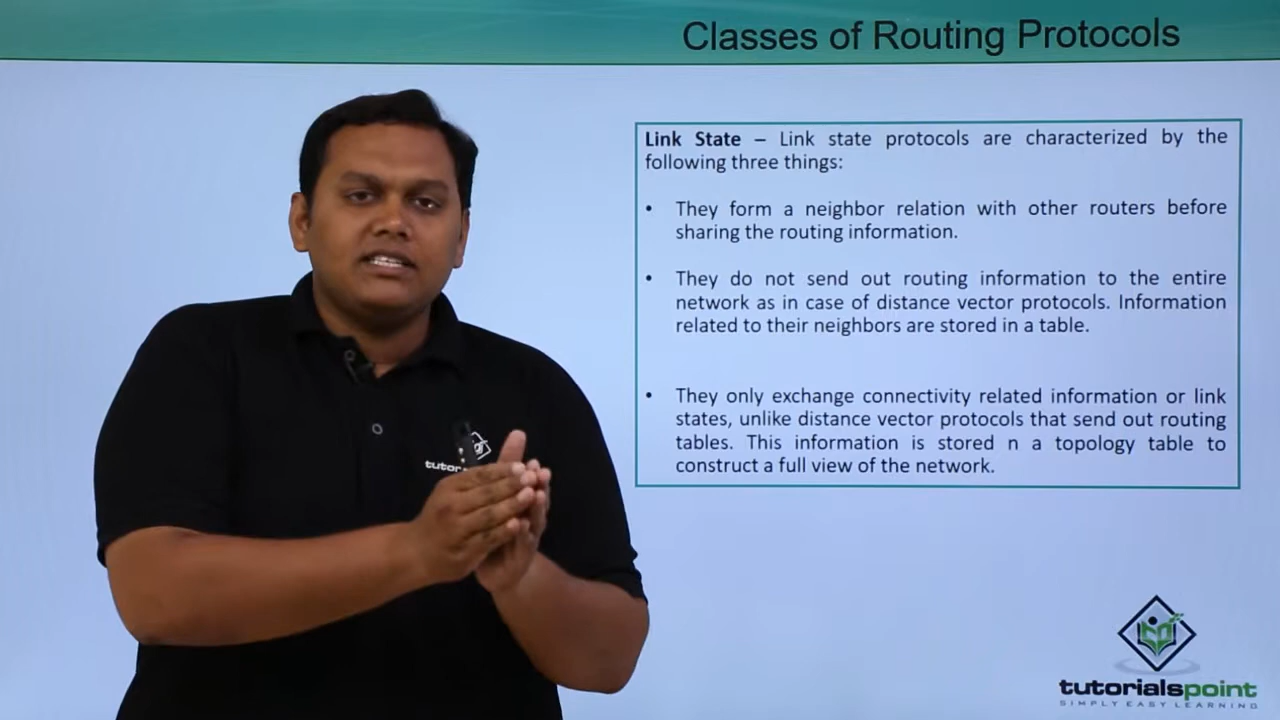 Classes of Routing Protocols
Link State – Link state protocols are characterized by the
following three things:
• They form a neighbor relation with other routers before
sharing the routing information.
• They do not send out routing information to the entire
network as in case of distance vector protocols. Information
related to their neighbors are stored in a table.
• They only exchange connectivity related information or link
states, unlike distance vector protocols that send out routing
tables. This information is stored n a topology table to
construct a full view of the network.
tutorialspoint
SIMPLY EASY LEARNING